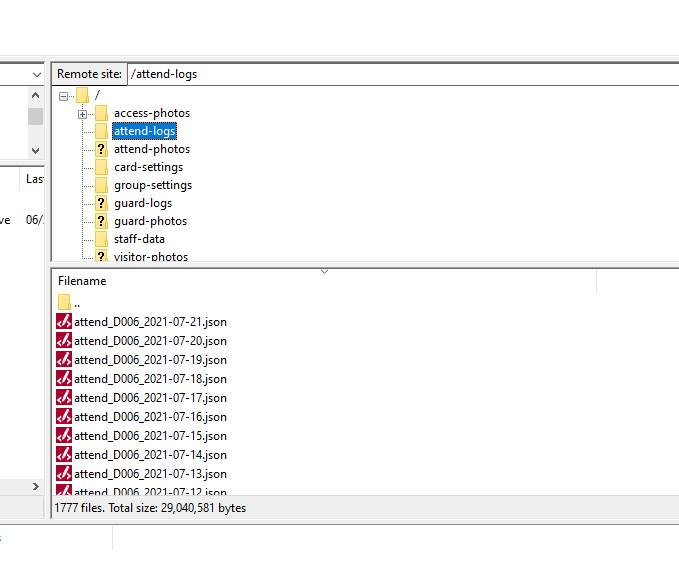 Remote site: /attend-logs
/
access-photos
attend-logs
attend-photos
card-settings
group-settings
guard-logs
guard-photos
staff-data
visitor-photos
Las
ve 06/
Filename
..
attend_D006_2021-07-21.json
attend_D006_2021-07-20.json
attend_D006_2021-07-19.json
attend_D006_2021-07-18.json
attend_D006_2021-07-17.json
attend_D006_2021-07-16.json
attend_D006_2021-07-15.json
attend_D006_2021-07-14.json
attend_D006_2021-07-13.json
attend_D006_2021-07-12.json
1777 files. Total size: 29,040,581 bytes